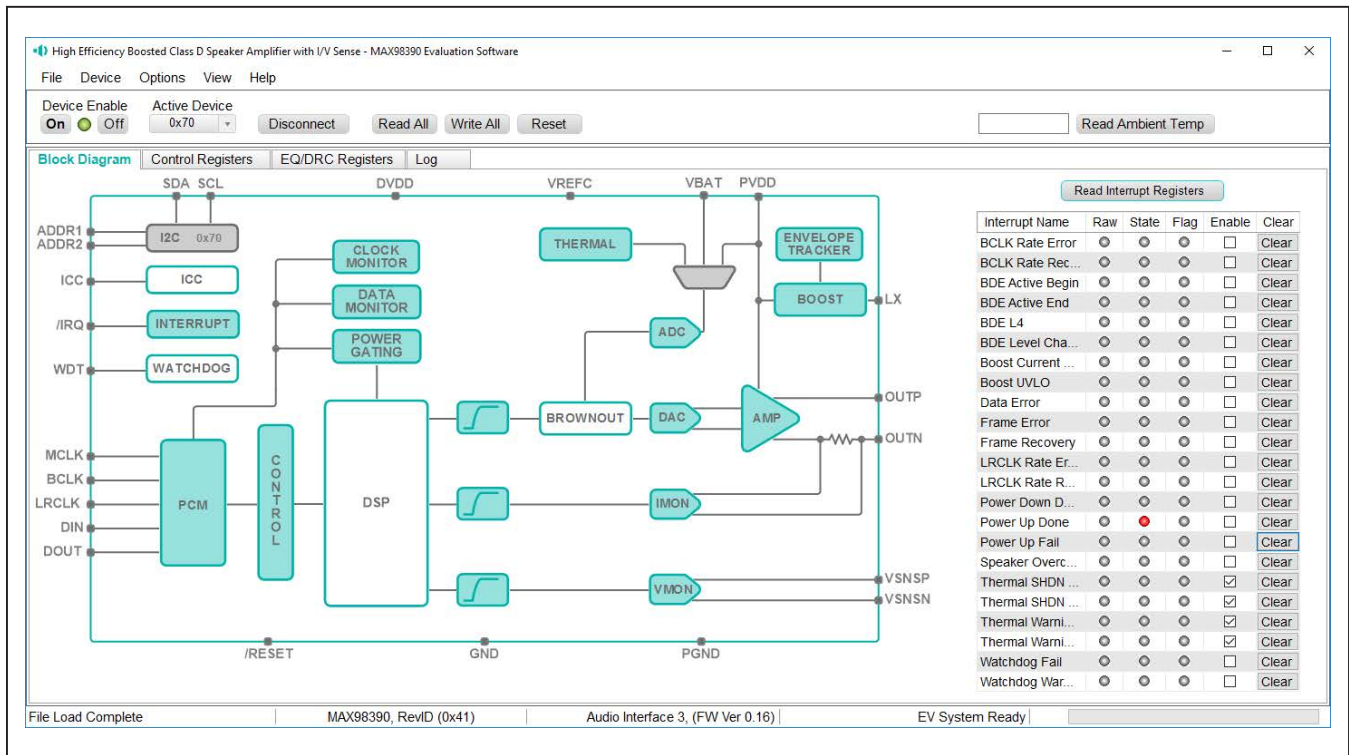 High Efficiency Boosted Class D Speaker Amplifier with I/V Sense - MAX98390 Evaluation Software
File Device Options View Help
Device Enable Active Device
On Off 0x70 Disconnect Read All Write All Reset Read Ambient Temp
Block Diagram Control Registers EQ/DRC Registers Log
SDA SCL DVDD VREFC VBAT PVDD
ADDR1
ADDR2
I2C 0x70
ICC
ICC
/IRQ
INTERRUPT
WDT
WATCHDOG
CLOCK
MONITOR
DATA
MONITOR
POWER
GATING
THERMAL
ENVELOPE
TRACKER
BOOST
LX
ADC
MCLK
BCLK
LRCLK
DIN
DOUT
PCM
CONTROL
DSP
BROWNOUT
DAC
AMP
OUTP
OUTN
IMON
VMON
VSNSP
VSNSN
/RESET GND PGND
Read Interrupt Registers
Interrupt Name Raw State Flag Enable Clear
BCLK Rate Error Clear
BCLK Rate Rec... Clear
BDE Active Begin Clear
BDE Active End Clear
BDE L4 Clear
BDE Level Cha... Clear
Boost Current ... Clear
Boost UVLO Clear
Data Error Clear
Frame Error Clear
Frame Recovery Clear
LRCLK Rate Er... Clear
LRCLK Rate R... Clear
Power Down D... Clear
Power Up Done Clear
Power Up Fail Clear
Speaker Overc... Clear
Thermal SHDN ... Clear
Thermal SHDN ... Clear
Thermal Warni... Clear
Thermal Warni... Clear
Watchdog Fail Clear
Watchdog War... Clear
File Load Complete MAX98390, RevID (0x41) Audio Interface 3, (FW Ver 0.16) EV System Ready